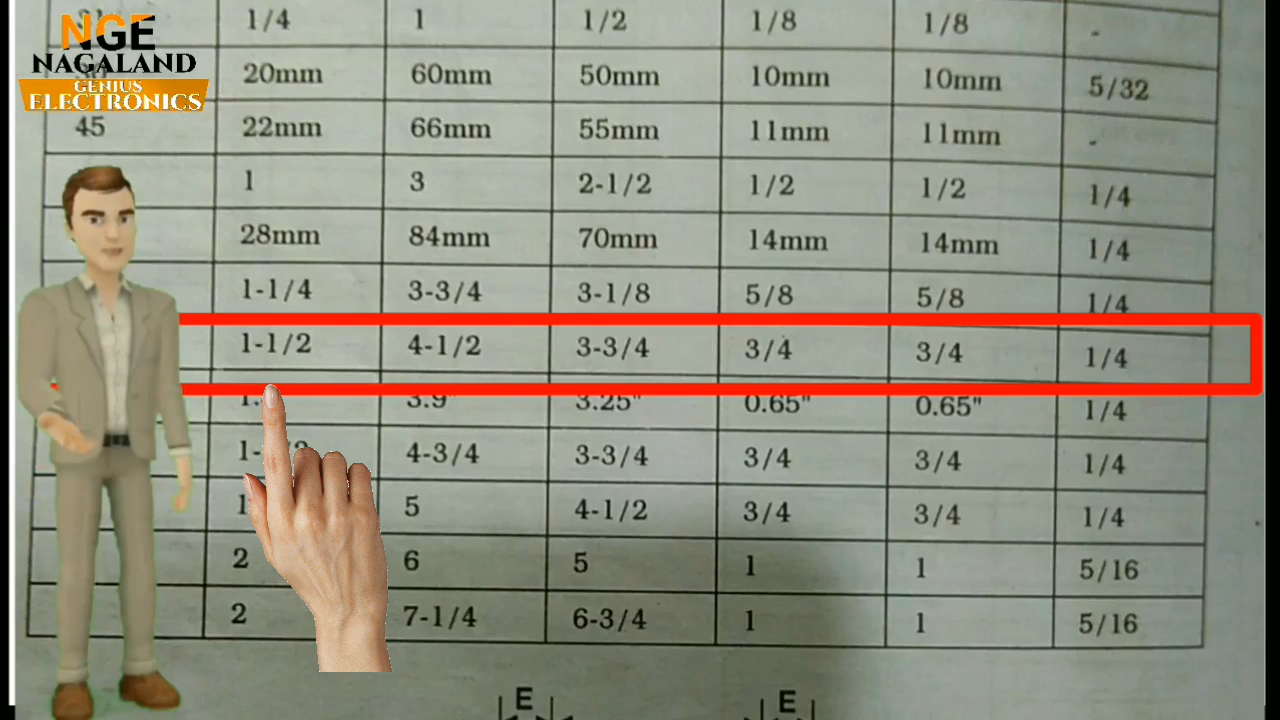 1/4 1 1/2 1/8 1/8 -
NGE
NAGALAND
GENIUS
ELECTRONICS
20mm 60mm 50mm 10mm 10mm 5/32
45 22mm 66mm 55mm 11mm 11mm -
1 3 2-1/2 1/2 1/2 1/4
28mm 84mm 70mm 14mm 14mm 1/4
1-1/4 3-3/4 3-1/8 5/8 5/8 1/4
1-1/2 4-1/2 3-3/4 3/4 3/4 1/4
3.9" 3.25" 0.65" 0.65" 1/4
4-3/4 3-3/4 3/4 3/4 1/4
5 4-1/2 3/4 3/4 1/4
2 6 5 1 1 5/16
2 7-1/4 6-3/4 1 1 5/16
E E